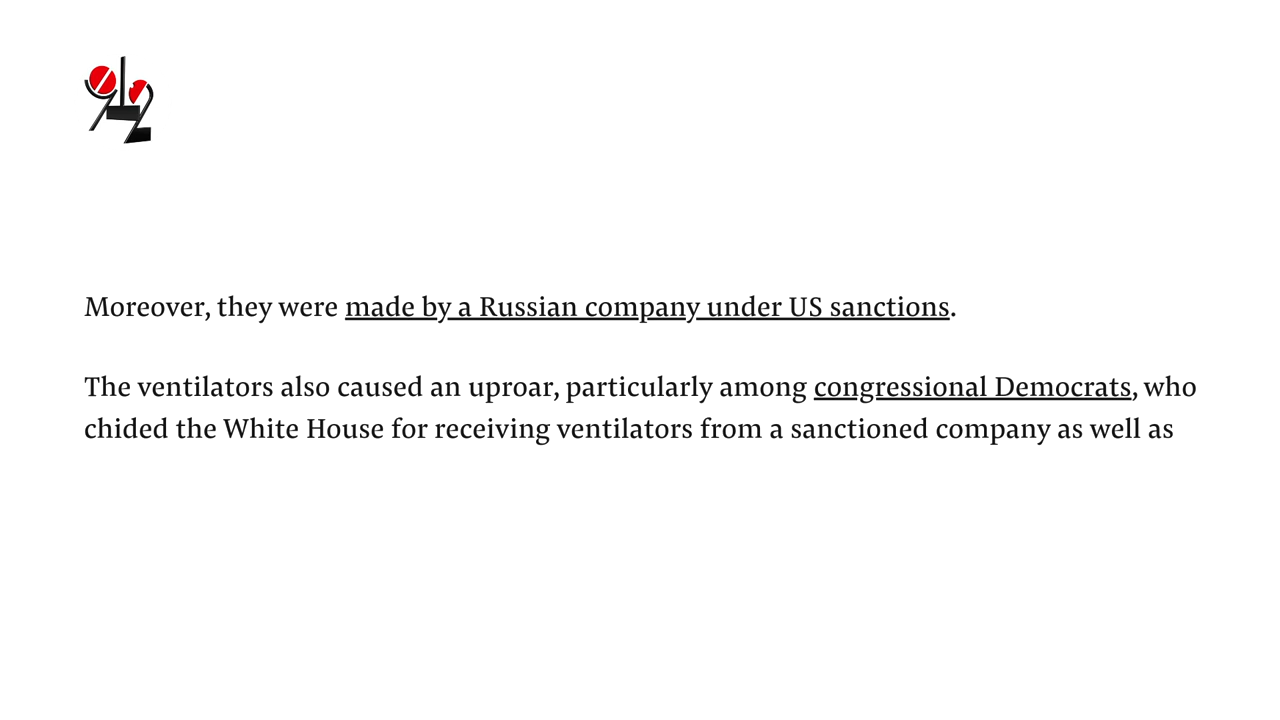 Moreover, they were made by a Russian company under US sanctions.
The ventilators also caused an uproar, particularly among congressional Democrats, who
chided the White House for receiving ventilators from a sanctioned company as well as